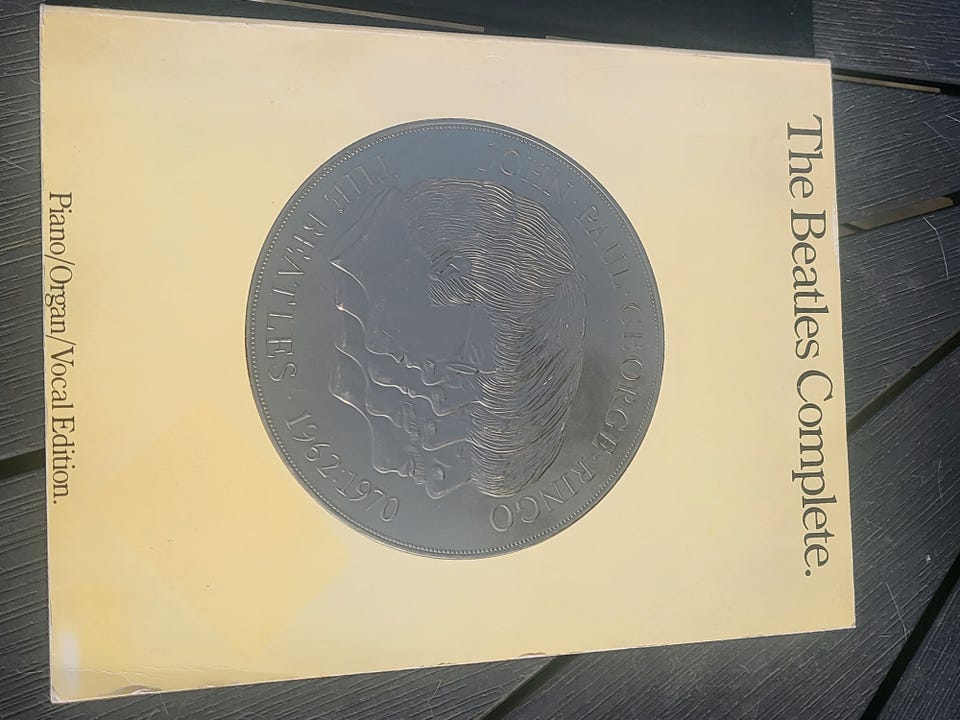 The Beatles Complete.
JOHN · PAUL · GEORGE · RINGO
THE BEATLES · 1962·1970
Piano/Organ/Vocal Edition.